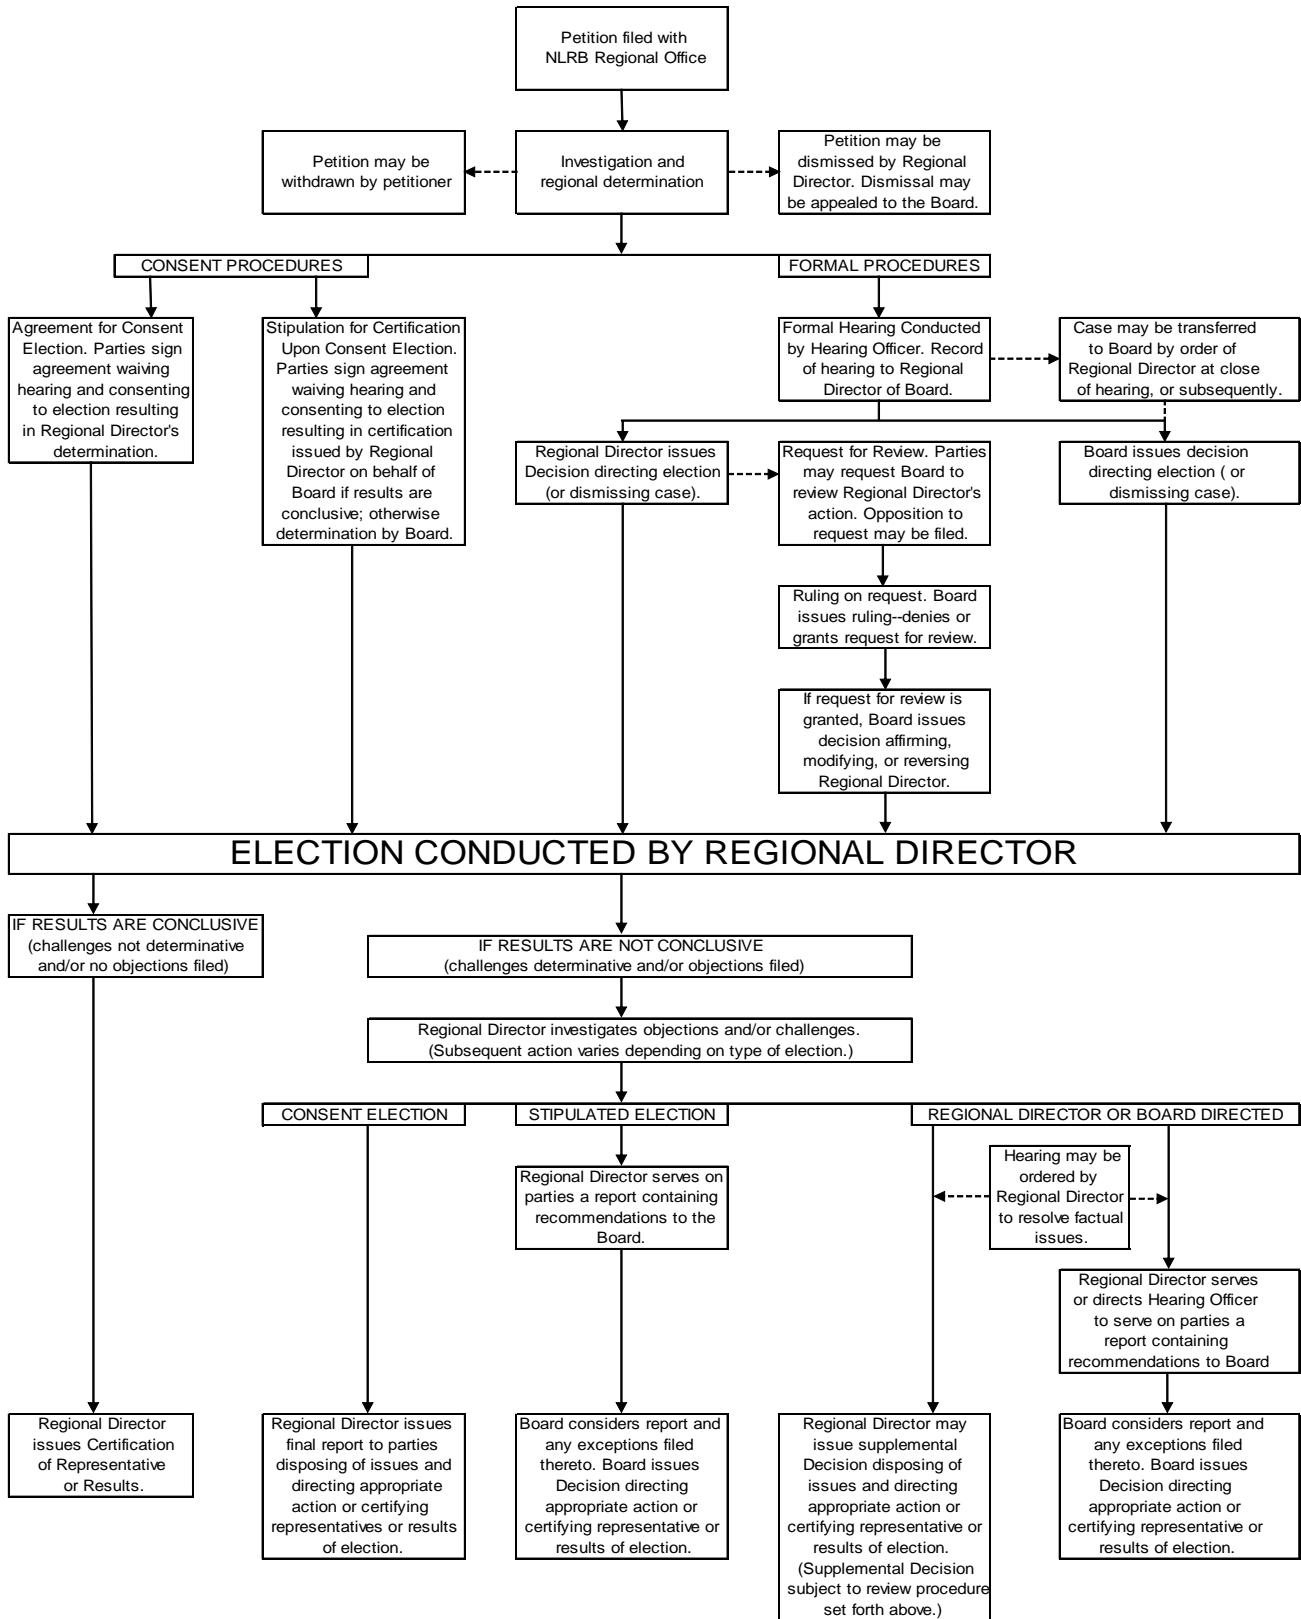 Petition filed with
NLRB Regional Office
Petition may be
withdrawn by petitioner
Investigation and
regional determination
Petition may be
dismissed by Regional
Director. Dismissal may
be appealed to the Board.
CONSENT PROCEDURES
FORMAL PROCEDURES
Agreement for Consent
Election. Parties sign
agreement waiving
hearing and consenting
to election resulting
in Regional Director's
determination.
Stipulation for Certification
Upon Consent Election.
Parties sign agreement
waiving hearing and
consenting to election
resulting in certification
issued by Regional
Director on behalf of
Board if results are
conclusive; otherwise
determination by Board.
Formal Hearing Conducted
by Hearing Officer. Record
of hearing to Regional
Director of Board.
Case may be transferred
to Board by order of
Regional Director at close
of hearing, or subsequently.
Regional Director issues
Decision directing election
(or dismissing case).
Request for Review. Parties
may request Board to
review Regional Director's
action. Opposition to
request may be filed.
Board issues decision
directing election ( or
dismissing case).
Ruling on request. Board
issues ruling--denies or
grants request for review.
If request for review is
granted, Board issues
decision affirming,
modifying, or reversing
Regional Director.
ELECTION CONDUCTED BY REGIONAL DIRECTOR
IF RESULTS ARE CONCLUSIVE
(challenges not determinative
and/or no objections filed)
IF RESULTS ARE NOT CONCLUSIVE
(challenges determinative and/or objections filed)
Regional Director investigates objections and/or challenges.
(Subsequent action varies depending on type of election.)
CONSENT ELECTION
STIPULATED ELECTION
REGIONAL DIRECTOR OR BOARD DIRECTED
Regional Director serves on
parties a report containing
recommendations to the
Board.
Hearing may be
ordered by
Regional Director
to resolve factual
issues.
Regional Director serves
or directs Hearing Officer
to serve on parties a
report containing
recommendations to Board
Regional Director
issues Certification
of Representative
or Results.
Regional Director issues
final report to parties
disposing of issues and
directing appropriate
action or certifying
representatives or results
of election.
Board considers report and
any exceptions filed
thereto. Board issues
Decision directing
appropriate action or
certifying representative or
results of election.
Regional Director may
issue supplemental
Decision disposing of
issues and directing
appropriate action or
certifying representative or
results of election.
(Supplemental Decision
subject to review procedure
set forth above.)
Board considers report and
any exceptions filed
thereto. Board issues
Decision directing
appropriate action or
certifying representative or
results of election.